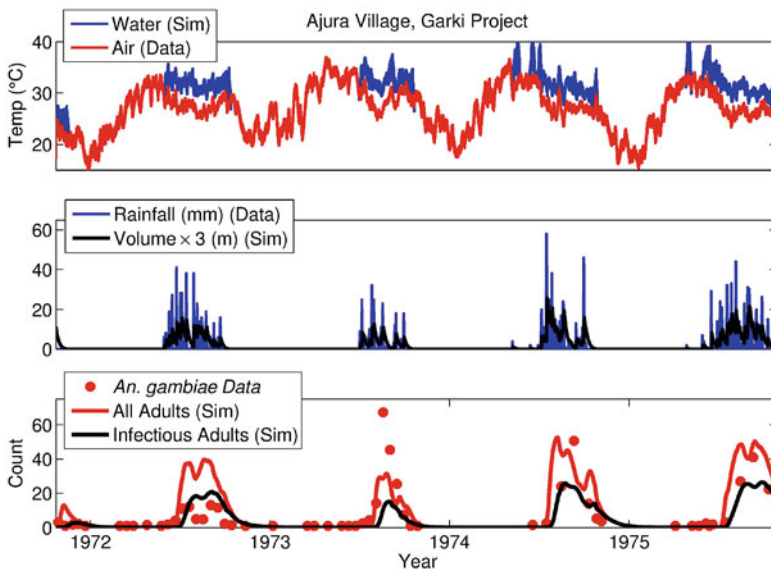 Ajura Village, Garki Project
Water (Sim)
Air (Data)
Temp (°C)
40
30
20
Rainfall (mm) (Data)
Volume × 3 (m) (Sim)
60
40
20
0
An. gambiae Data
All Adults (Sim)
Infectious Adults (Sim)
Count
60
40
20
0
1972
1973
1974
1975
Year